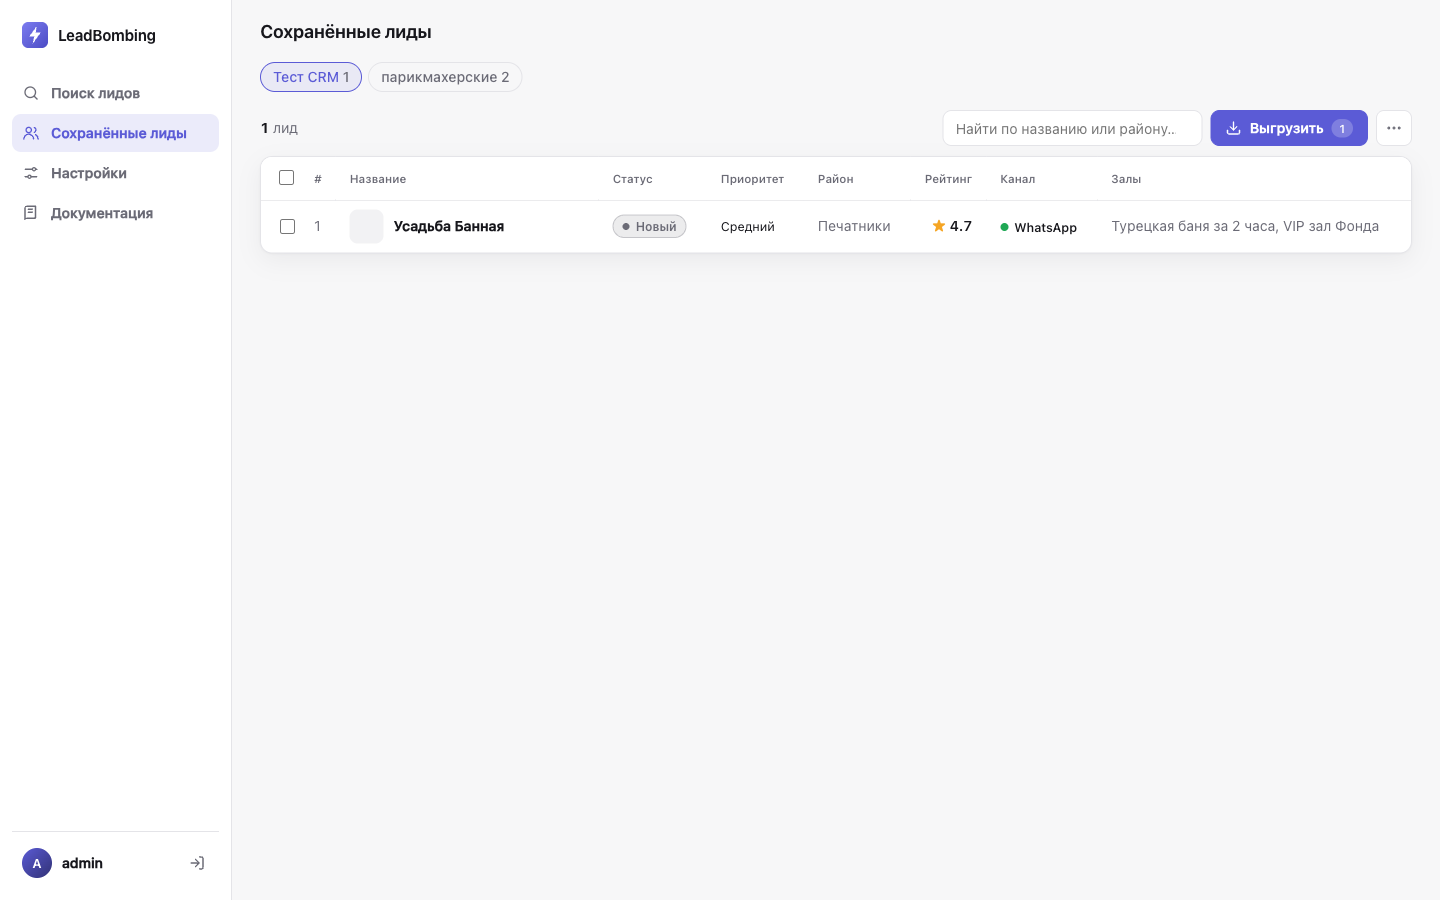 LeadBombing
Поиск лидов
Сохранённые лиды
Настройки
Документация
A admin
Сохранённые лиды
Тест CRM 1 парикмахерские 2
1 лид Найти по названию или району... Выгрузить 1
# Название Статус Приоритет Район Рейтинг Канал Залы
1 Усадьба Банная Новый Средний Печатники 4.7 WhatsApp Турецкая баня за 2 часа, VIP зал Фонда